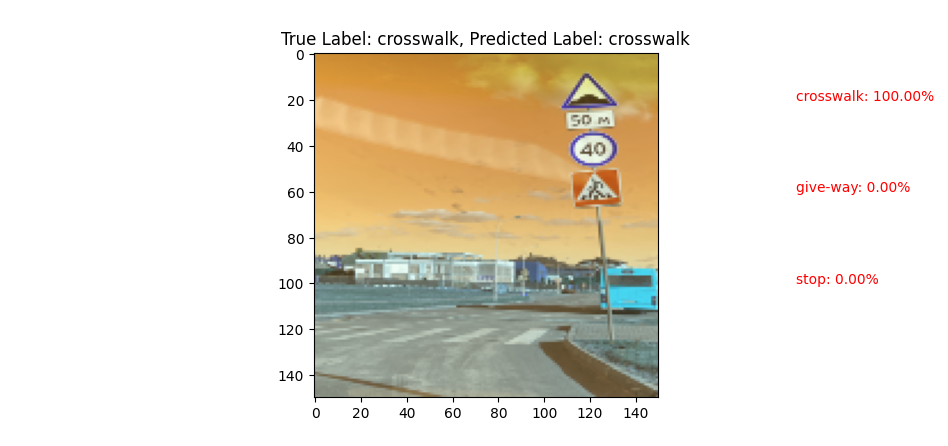 True Label: crosswalk, Predicted Label: crosswalk
0
20
40
60
80
100
120
140
0 20 40 60 80 100 120 140
50 м
40
crosswalk: 100.00%
give-way: 0.00%
stop: 0.00%